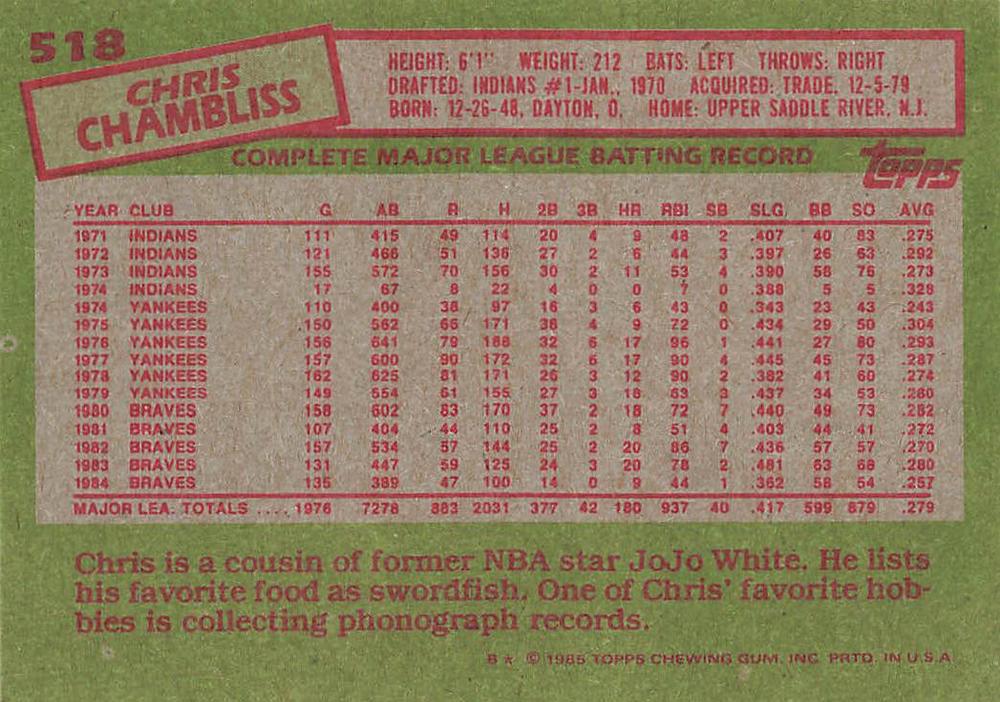 518
CHRIS
CHAMBLISS
HEIGHT: 6'1" WEIGHT: 212 BATS: LEFT THROWS: RIGHT
DRAFTED: INDIANS #1-JAN., 1970 ACQUIRED: TRADE, 12-5-79
BORN: 12-26-48, DAYTON, O. HOME: UPPER SADDLE RIVER, N.J.
COMPLETE MAJOR LEAGUE BATTING RECORD
topps
YEAR CLUB G AB R H 2B 3B HR RBI SB SLG BB SO AVG
1971 INDIANS 111 415 49 114 20 4 9 48 2 .407 40 83 .275
1972 INDIANS 121 466 51 136 27 2 6 44 3 .397 26 63 .292
1973 INDIANS 155 572 70 156 30 2 11 53 4 .390 58 76 .273
1974 INDIANS 17 67 8 22 4 0 0 7 0 .388 5 5 .328
1974 YANKEES 110 400 38 97 16 3 6 43 0 .343 23 43 .243
1975 YANKEES 150 562 66 171 38 4 9 72 0 .434 29 50 .304
1976 YANKEES 156 641 79 188 32 6 17 96 1 .441 27 80 .293
1977 YANKEES 157 600 90 172 32 6 17 90 4 .445 45 73 .287
1978 YANKEES 162 625 81 171 26 3 12 90 2 .382 41 60 .274
1979 YANKEES 149 554 61 155 27 3 18 63 3 .437 34 53 .280
1980 BRAVES 158 602 83 170 37 2 18 72 7 .440 49 73 .282
1981 BRAVES 107 404 44 110 25 2 8 51 4 .403 44 41 .272
1982 BRAVES 157 534 57 144 25 2 20 86 7 .436 57 57 .270
1983 BRAVES 131 447 59 125 24 3 20 78 2 .481 63 68 .280
1984 BRAVES 135 389 47 100 14 0 9 44 1 .362 58 54 .257
MAJOR LEA. TOTALS .... 1976 7278 883 2031 377 42 180 937 40 .417 599 879 .279
Chris is a cousin of former NBA star JoJo White. He lists
his favorite food as swordfish. One of Chris' favorite hob-
bies is collecting phonograph records.
B★ © 1985 TOPPS CHEWING GUM, INC. PRTD. IN U.S.A.